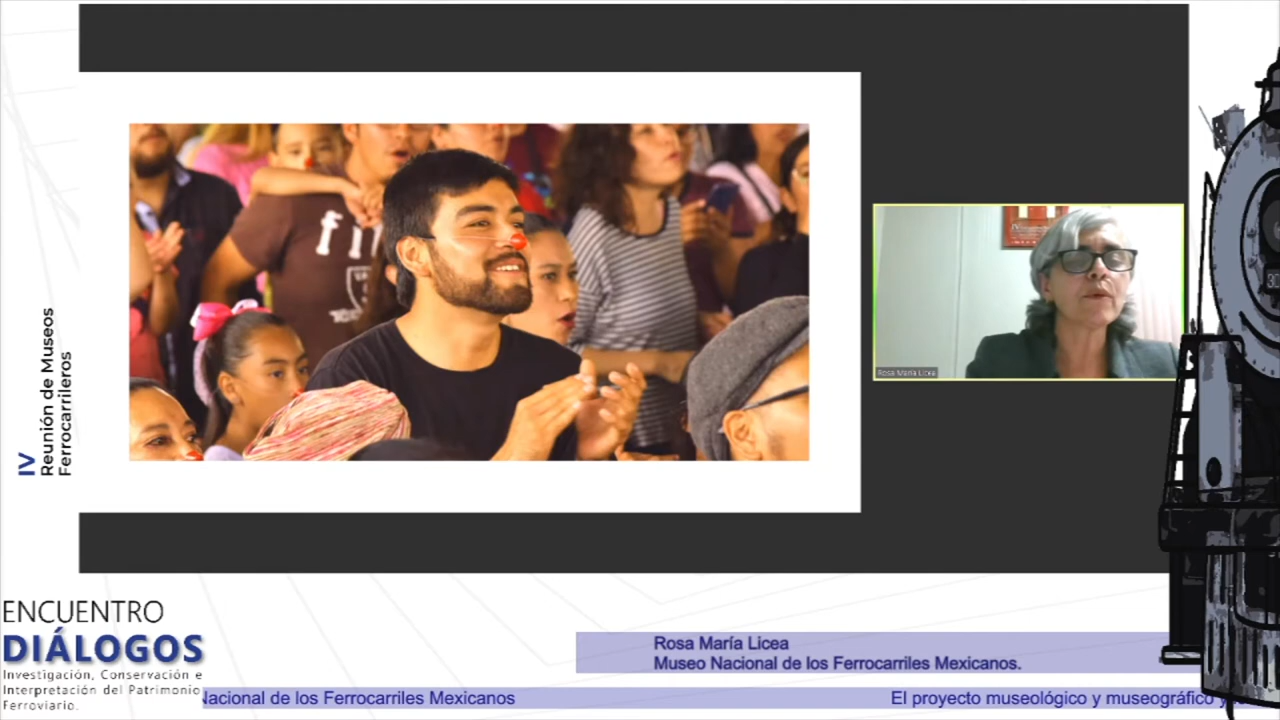 IV
Reunión de Museos
Ferrocarrileros
fi
Rosa María Licea
ENCUENTRO
DIÁLOGOS
Investigación, Conservación e
Interpretación del Patrimonio
Ferroviario.
Rosa María Licea
Museo Nacional de los Ferrocarriles Mexicanos.
Nacional de los Ferrocarriles Mexicanos
El proyecto museológico y museográfico y